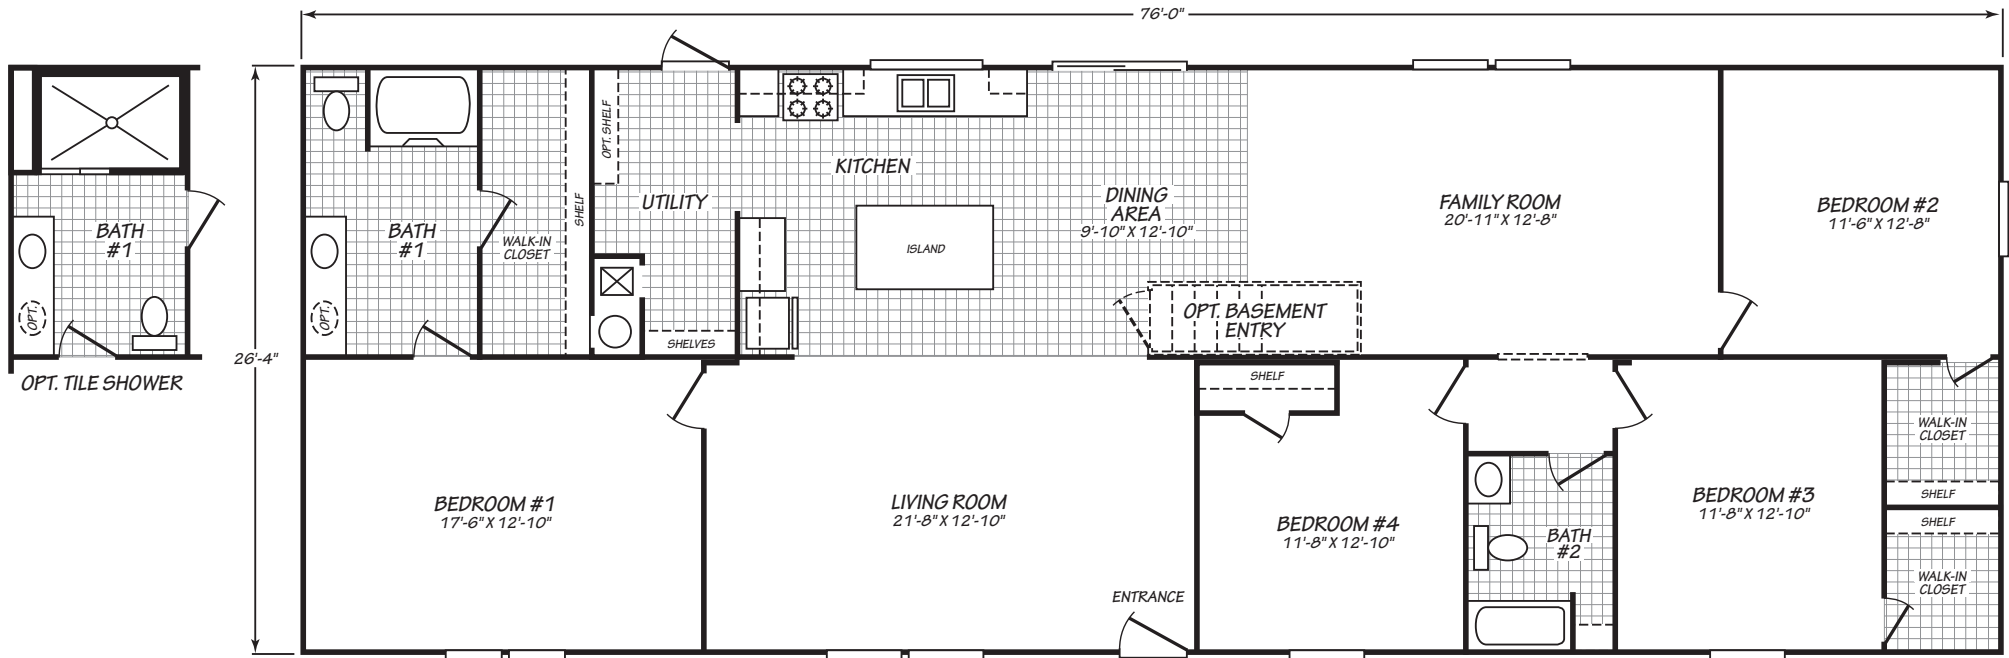 76'-0"
26'-4"
BATH
#1
OPT.
OPT. TILE SHOWER
BATH
#1
OPT.
WALK-IN
CLOSET
SHELF
OPT. SHELF
UTILITY
SHELVES
KITCHEN
ISLAND
DINING
AREA
9'-10" X 12'-10"
OPT. BASEMENT
ENTRY
FAMILY ROOM
20'-11" X 12'-8"
BEDROOM #2
11'-6" X 12'-8"
BEDROOM #1
17'-6" X 12'-10"
LIVING ROOM
21'-8" X 12'-10"
ENTRANCE
SHELF
BEDROOM #4
11'-8" X 12'-10"
BATH
#2
BEDROOM #3
11'-8" X 12'-10"
WALK-IN
CLOSET
SHELF
SHELF
WALK-IN
CLOSET